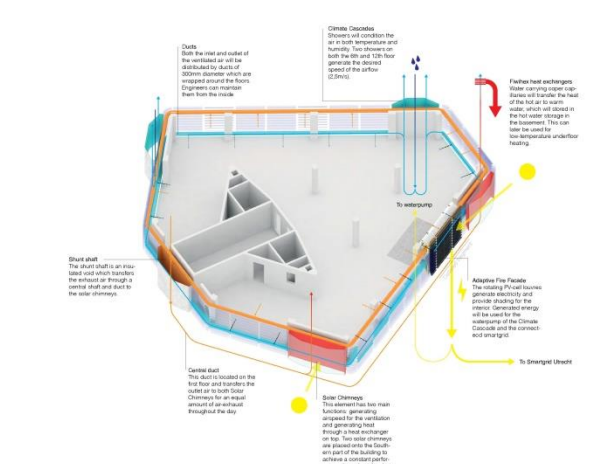 Ducts
Both the inlet and outlet of
the ventilated air will be
distributed by ducts of
300mm diameter which are
wrapped around the floors.
Engineers can maintain
them from the inside
Climate Cascades
Showers will condition the
air in both temperature and
humidity. Two showers on
both the 6th and 12th floor
generate the desired
speed of the airflow
(2,5m/s).
Fiwihex heat exchangers
Water carrying coper cap-
illaries will transfer the heat
of the hot air to warm
water, which will stored in
the hot water storage in
the basement. This can
later be used for
low-temperature underfloor
heating.
To waterpump
Shunt shaft
The shunt shaft is an insu-
lated void which transfers
the exhaust air through a
central shaft and duct to
the solar chimneys.
Adaptive Fire Facade
The rotating PV-cell louvres
generate electricity and
provide shading for the
interior. Generated energy
will be used for the
waterpump of the Climate
Cascade and the connect-
ecd smartgrid.
To Smartgrid Utrecht
Central duct
This duct is located on the
first floor and transfers the
outlet air to both Solar
Chimneys for an equal
amount of air-exhaust
throughout the day.
Solar Chimneys
This element has two main
functions: generating
airspeed for the ventilation
and generating heat
through a heat exchanger
on top. Two solar chimneys
are placed onto the South-
ern part of the building to
achieve a constant perfor-